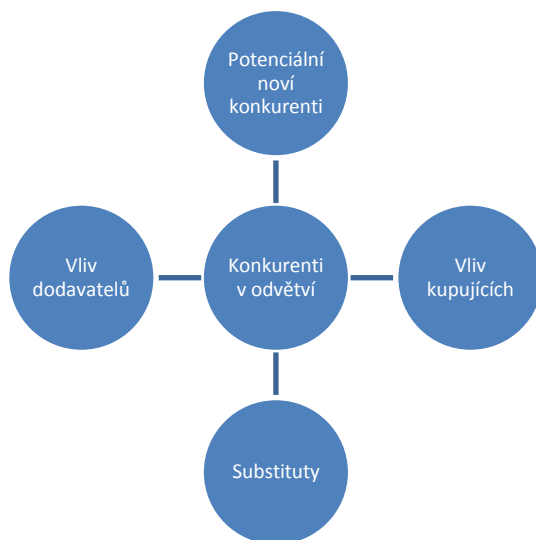 Potenciální
noví
konkurenti
Vliv
dodavatelů
Konkurenti
v odvětví
Vliv
kupujících
Substituty